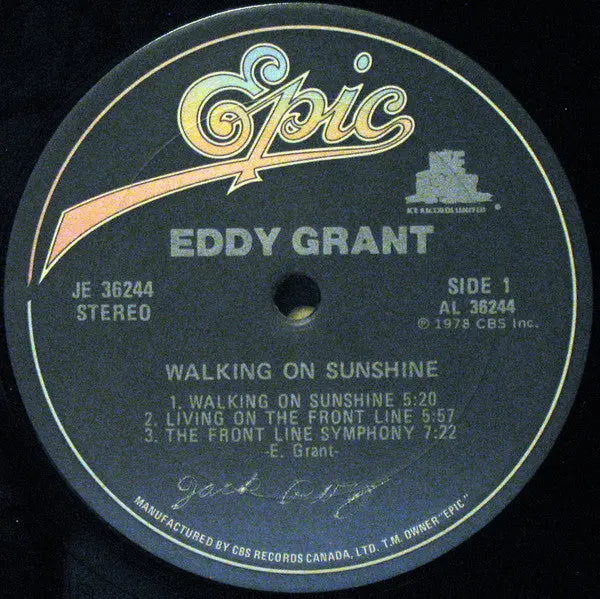 Epic
ICE RECORDS LIMITED
EDDY GRANT
JE 36244
STEREO
SIDE 1
AL 36244
℗ 1978 CBS Inc.
WALKING ON SUNSHINE
1. WALKING ON SUNSHINE 5:20
2. LIVING ON THE FRONT LINE 5:57
3. THE FRONT LINE SYMPHONY 7:22
-E. Grant-
Jack
MANUFACTURED BY CBS RECORDS CANADA, LTD. T.M. OWNER "EPIC"